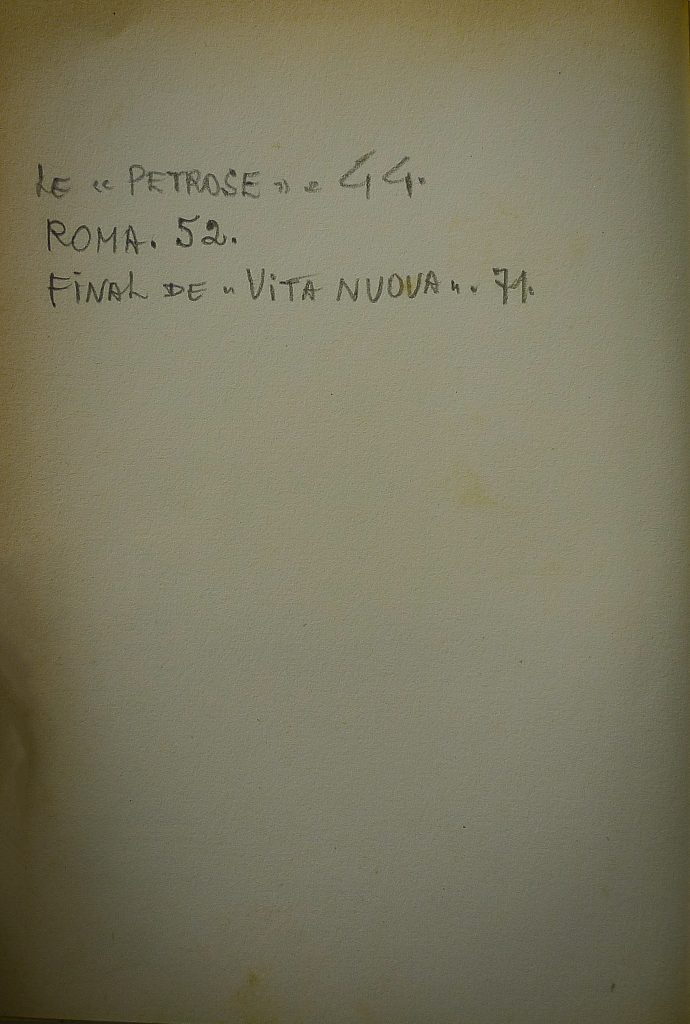 LE « PETROSE » . 44.
ROMA. 52.
FiNAL DE " ViTA NUOVA ". 71.